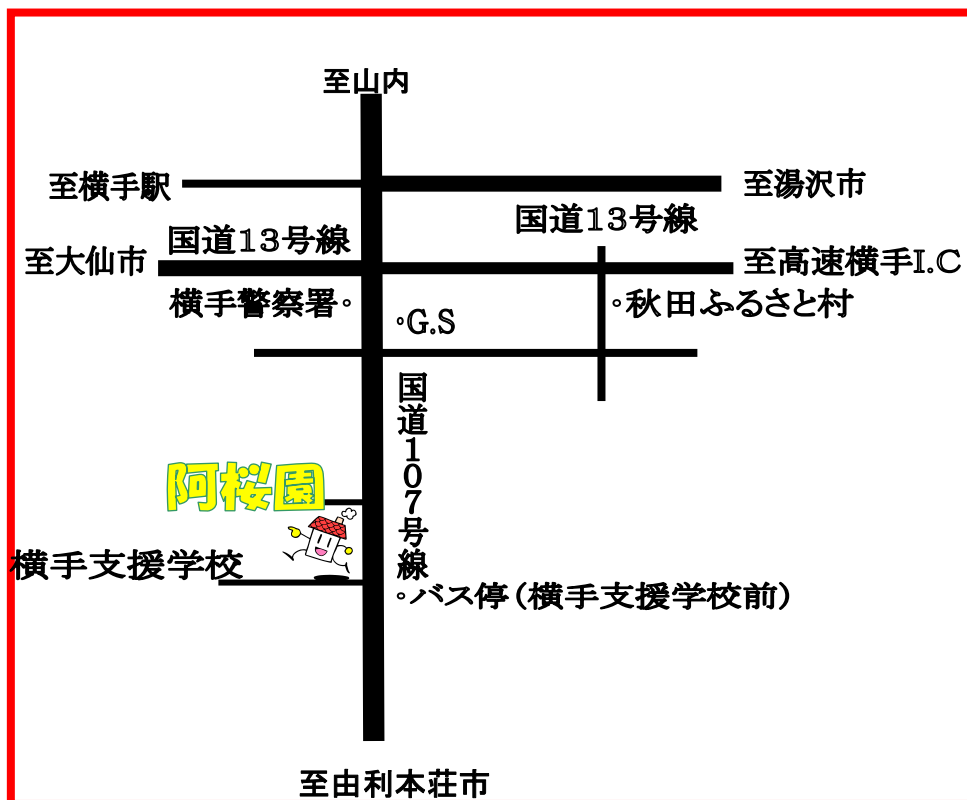 至山内
至横手駅
至湯沢市
国道13号線
国道13号線
至大仙市
至高速横手I.C
横手警察署
秋田ふるさと村
G.S
国道107号線
阿桜園
横手支援学校
バス停(横手支援学校前)
至由利本荘市